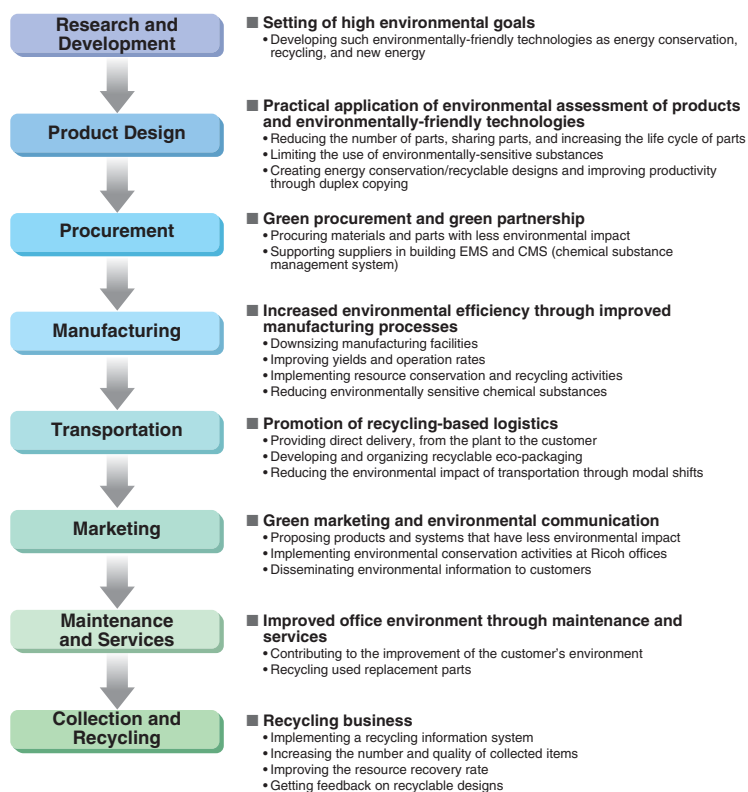 Research and
Development
■ Setting of high environmental goals
• Developing such environmentally-friendly technologies as energy conservation,
recycling, and new energy
Product Design
■ Practical application of environmental assessment of products
and environmentally-friendly technologies
• Reducing the number of parts, sharing parts, and increasing the life cycle of parts
• Limiting the use of environmentally-sensitive substances
• Creating energy conservation/recyclable designs and improving productivity
through duplex copying
Procurement
■ Green procurement and green partnership
• Procuring materials and parts with less environmental impact
• Supporting suppliers in building EMS and CMS (chemical substance
management system)
Manufacturing
■ Increased environmental efficiency through improved
manufacturing processes
• Downsizing manufacturing facilities
• Improving yields and operation rates
• Implementing resource conservation and recycling activities
• Reducing environmentally sensitive chemical substances
Transportation
■ Promotion of recycling-based logistics
• Providing direct delivery, from the plant to the customer
• Developing and organizing recyclable eco-packaging
• Reducing the environmental impact of transportation through modal shifts
Marketing
■ Green marketing and environmental communication
• Proposing products and systems that have less environmental impact
• Implementing environmental conservation activities at Ricoh offices
• Disseminating environmental information to customers
Maintenance
and Services
■ Improved office environment through maintenance and
services
• Contributing to the improvement of the customer's environment
• Recycling used replacement parts
Collection and
Recycling
■ Recycling business
• Implementing a recycling information system
• Increasing the number and quality of collected items
• Improving the resource recovery rate
• Getting feedback on recyclable designs